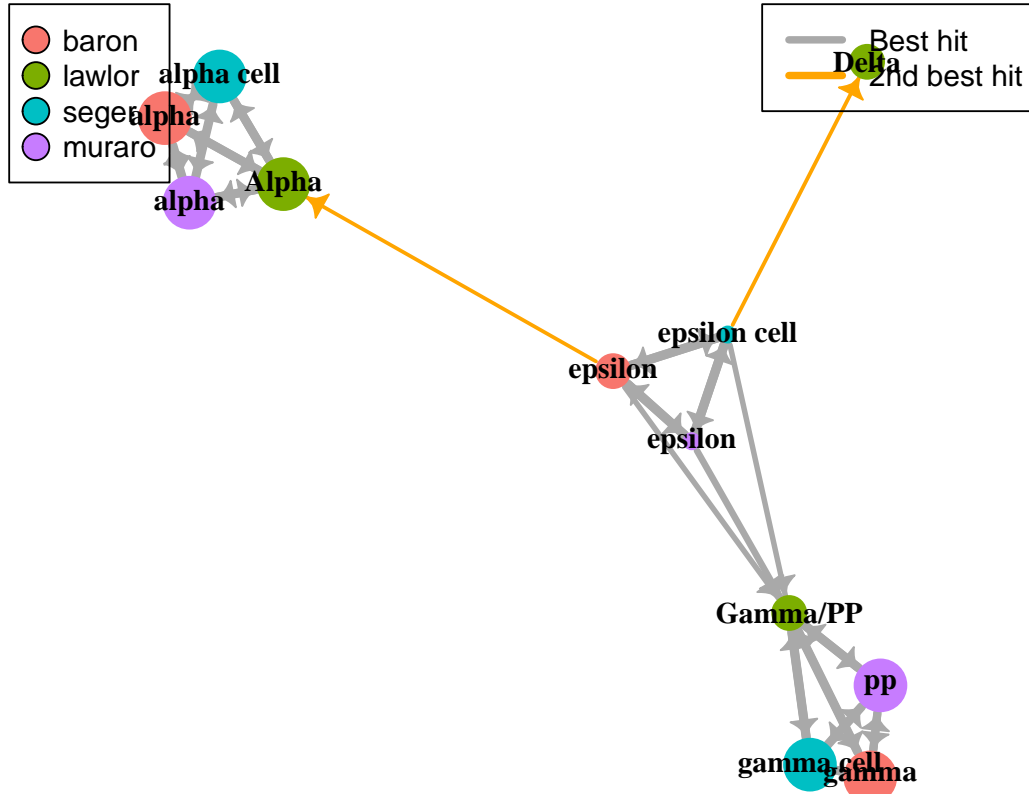 baron
lawlor
seger
muraro
Best hit
2nd best hit
Delta
alpha cell
alpha
Alpha
alpha
epsilon cell
epsilon
epsilon
Gamma/PP
pp
gamma cell
gamma